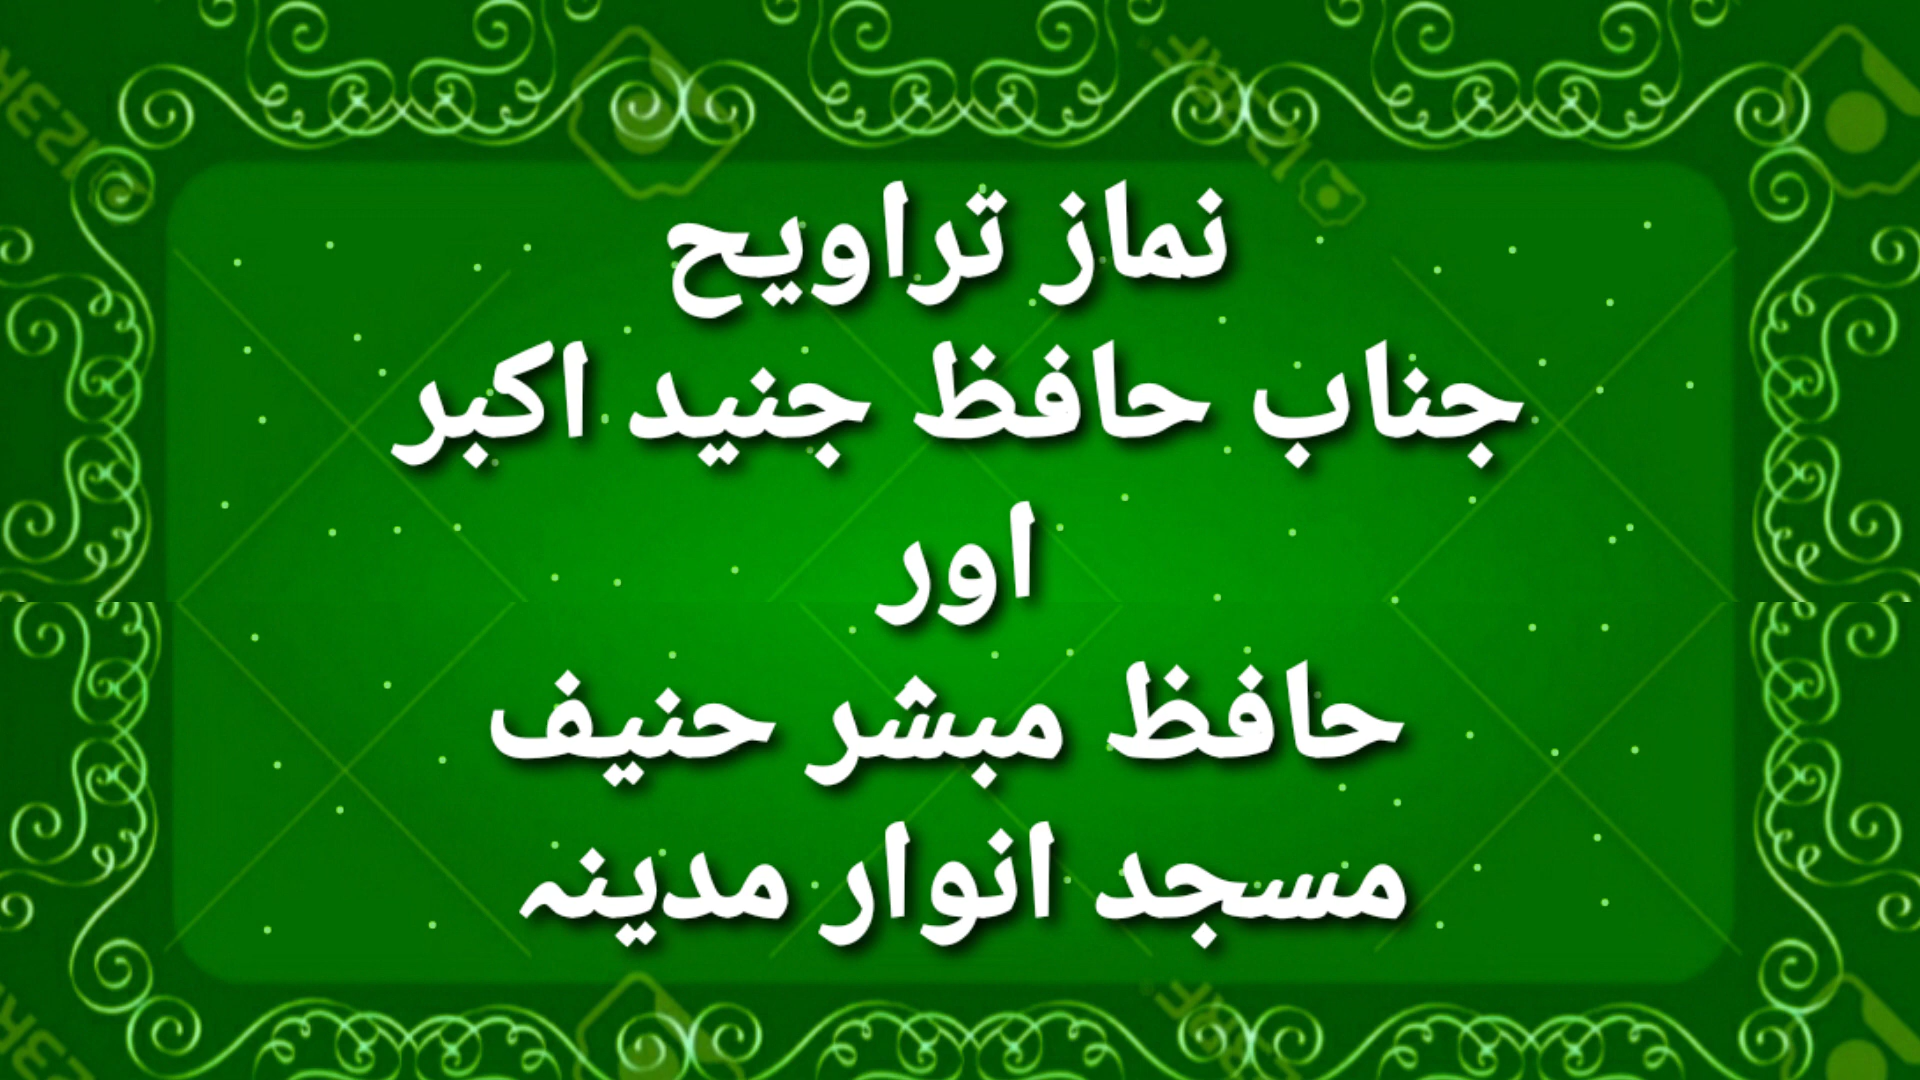 نماز تراویح
جناب حافظ جنید اکبر
اور
حافظ مبشر حنیف
مسجد انوار مدینہ